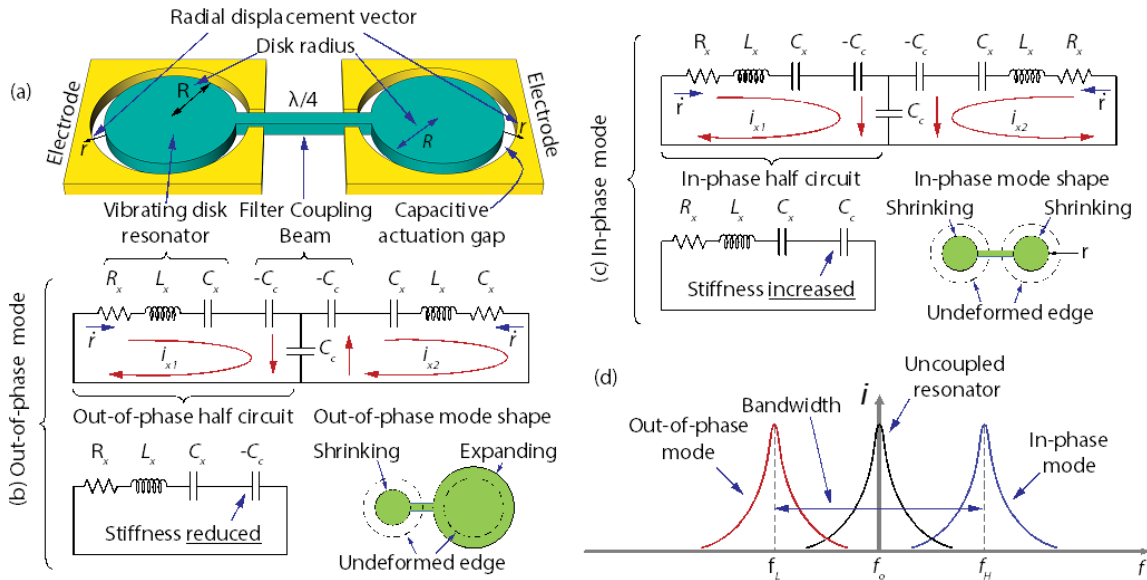 Radial displacement vector
Disk radius
(a)
Electrode
r
R
λ/4
R
r
Electrode
Vibrating disk resonator
Filter Coupling Beam
Capacitive actuation gap
(b) Out-of-phase mode
Rx Lx Cx -Cc -Cc Cx Lx Cx
ṙ ix1 Cc ix2 ṙ
Out-of-phase half circuit
Out-of-phase mode shape
Rx Lx Cx -Cc
Stiffness reduced
Shrinking
Expanding
Undeformed edge
(c) In-phase mode
Rx Lx Cx -Cc -Cc Cx Lx Rx
ṙ ix1 Cc ix2 ṙ
In-phase half circuit
In-phase mode shape
Rx Lx Cx Cc
Stiffness increased
Shrinking
Shrinking
r
Undeformed edge
(d)
i
Uncoupled resonator
Bandwidth
Out-of-phase mode
In-phase mode
fL fo fH f